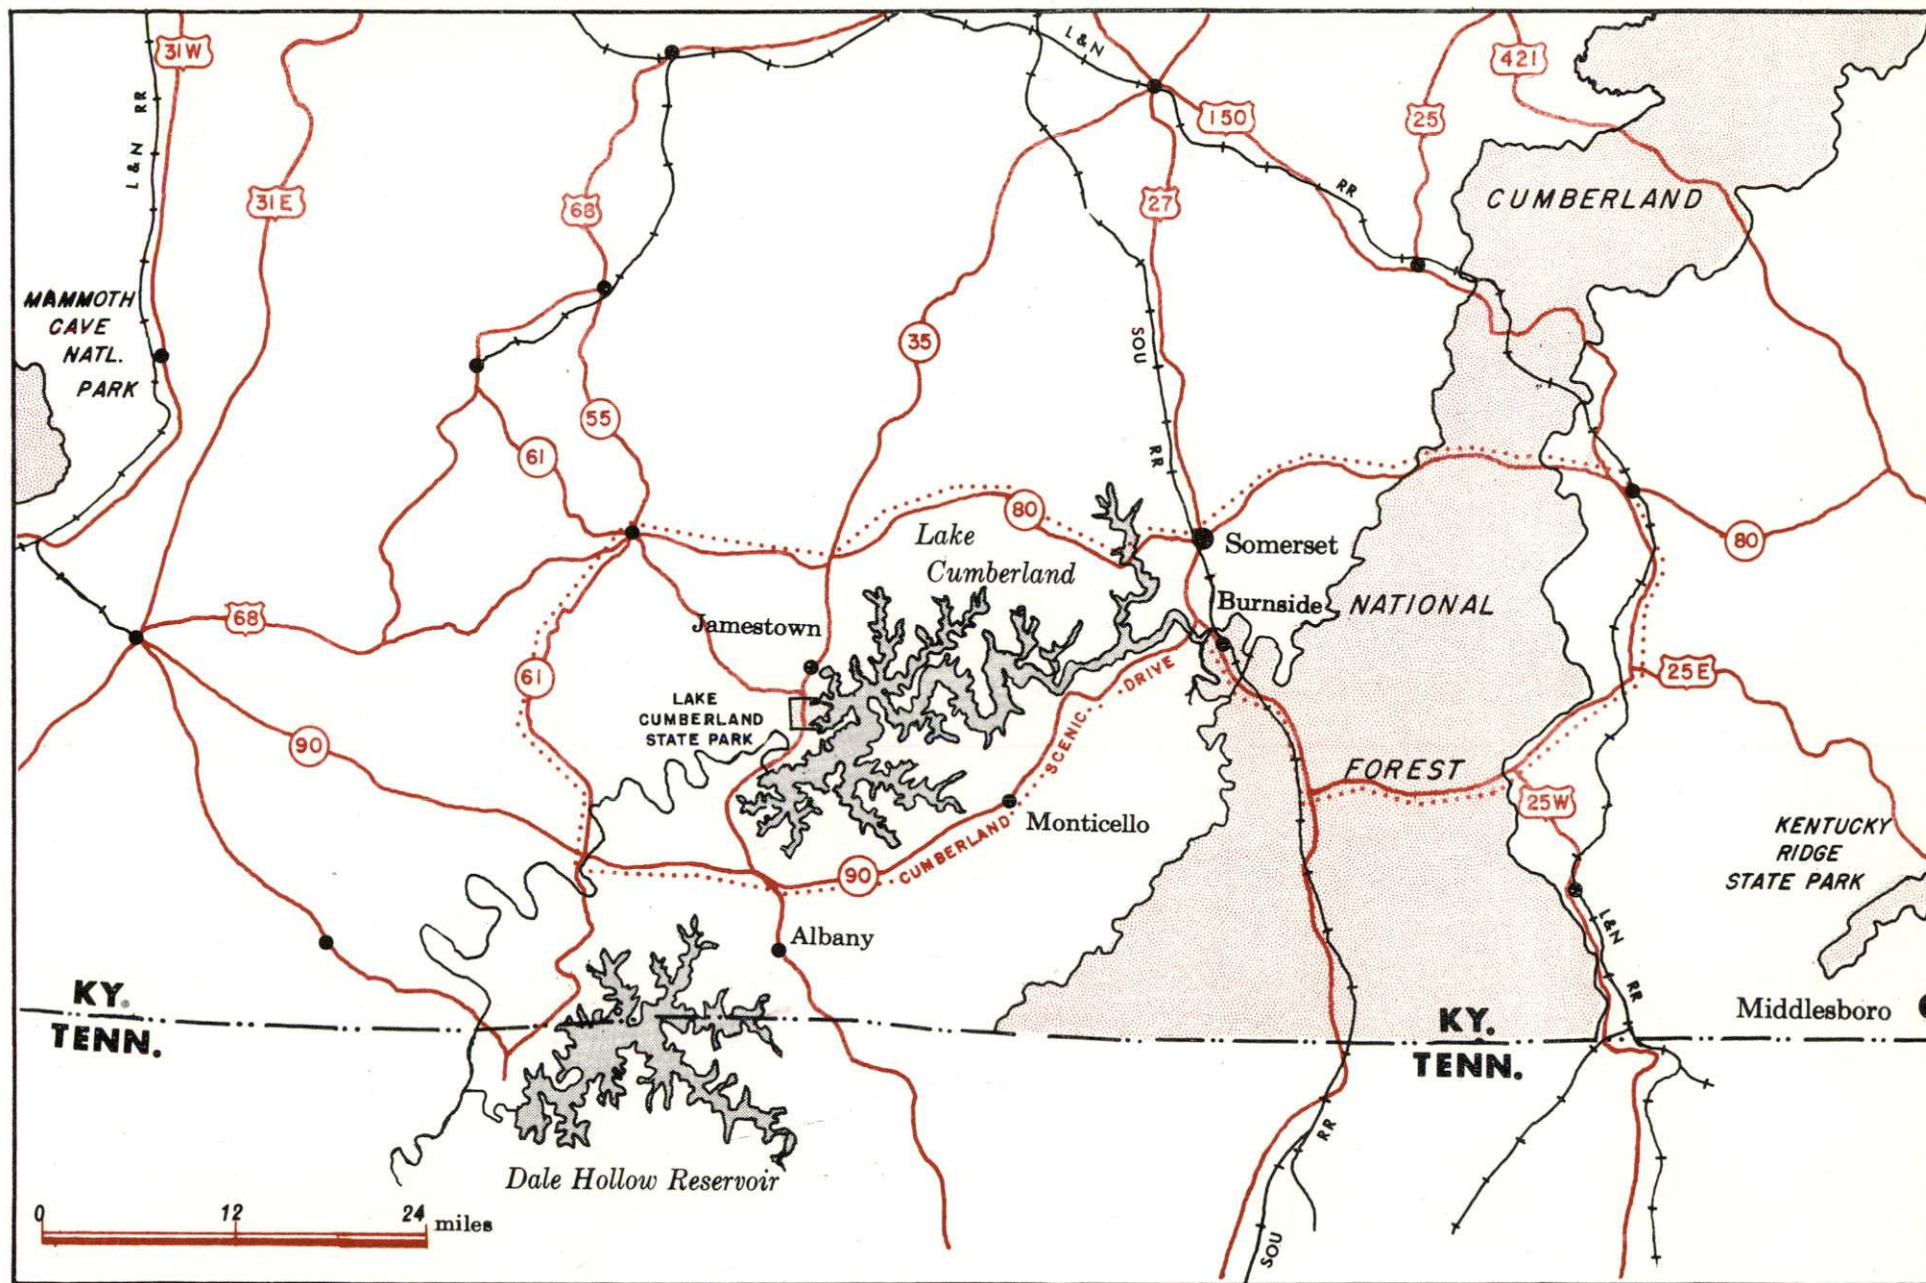 31W
L & N RR
31E
68
L & N
RR
150
27
25
421
CUMBERLAND
MAMMOTH
CAVE
NATL.
PARK
35
SOU
RR
55
61
80
Lake
Cumberland
Somerset
80
Burnside
NATIONAL
Jamestown
68
61
LAKE
CUMBERLAND
STATE PARK
25E
90
CUMBERLAND SCENIC DRIVE
FOREST
25W
Monticello
90
KENTUCKY
RIDGE
STATE PARK
Albany
L&N RR
KY.
TENN.
Middlesboro
KY.
TENN.
RR
SOU
Dale Hollow Reservoir
0 12 24 miles